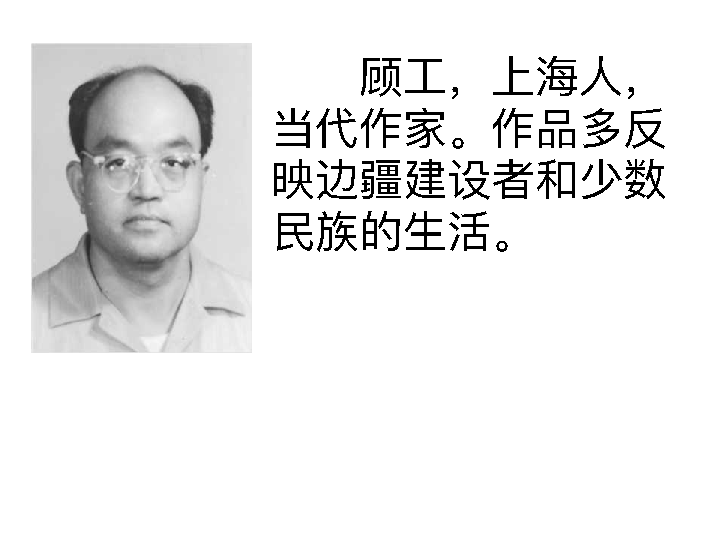 顾工，上海人，
当代作家。作品多反
映边疆建设者和少数
民族的生活。